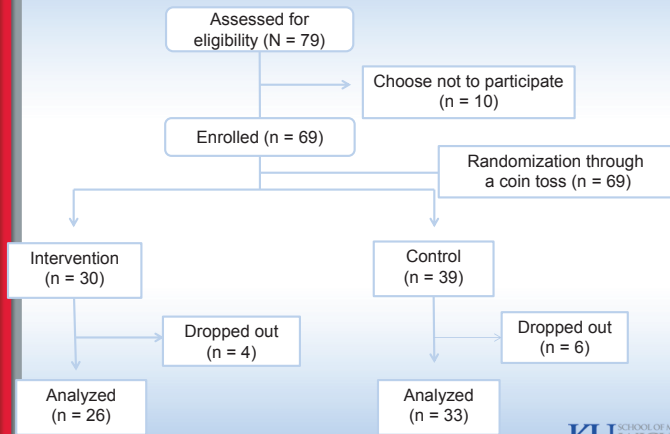 Assessed for
eligibility (N = 79)
Choose not to participate
(n = 10)
Enrolled (n = 69)
Randomization through
a coin toss (n = 69)
Intervention
(n = 30)
Control
(n = 39)
Dropped out
(n = 4)
Dropped out
(n = 6)
Analyzed
(n = 26)
Analyzed
(n = 33)
KU SCHOOL OF